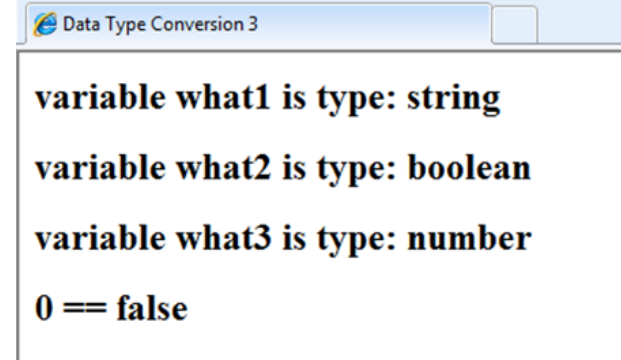 Data Type Conversion 3
variable what1 is type: string
variable what2 is type: boolean
variable what3 is type: number
0 == false